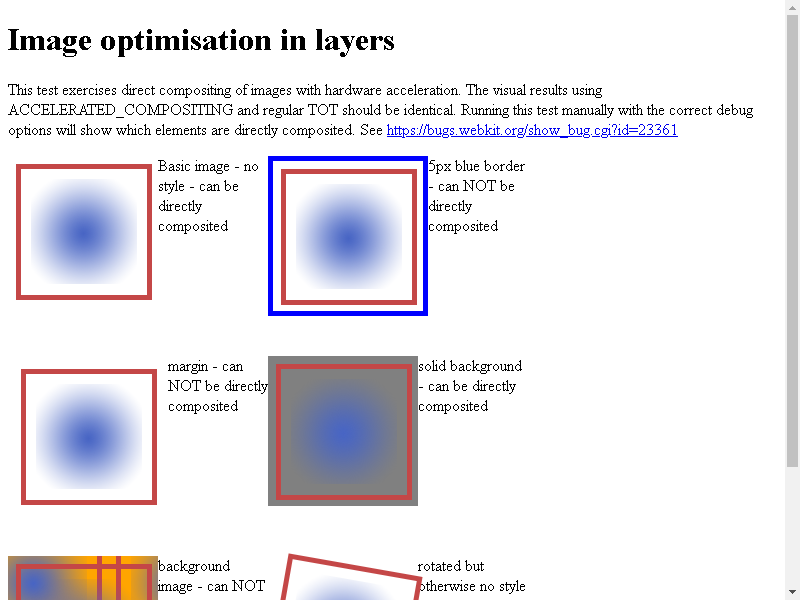 Image optimisation in layers
This test exercises direct compositing of images with hardware acceleration. The visual results using
ACCELERATED_COMPOSITING and regular TOT should be identical. Running this test manually with the correct debug
options will show which elements are directly composited. See https://bugs.webkit.org/show_bug.cgi?id=23361
Basic image - no
style - can be
directly
composited
5px blue border
- can NOT be
directly
composited
margin - can
NOT be directly
composited
solid background
- can be directly
composited
background
image - can NOT
rotated but
otherwise no style